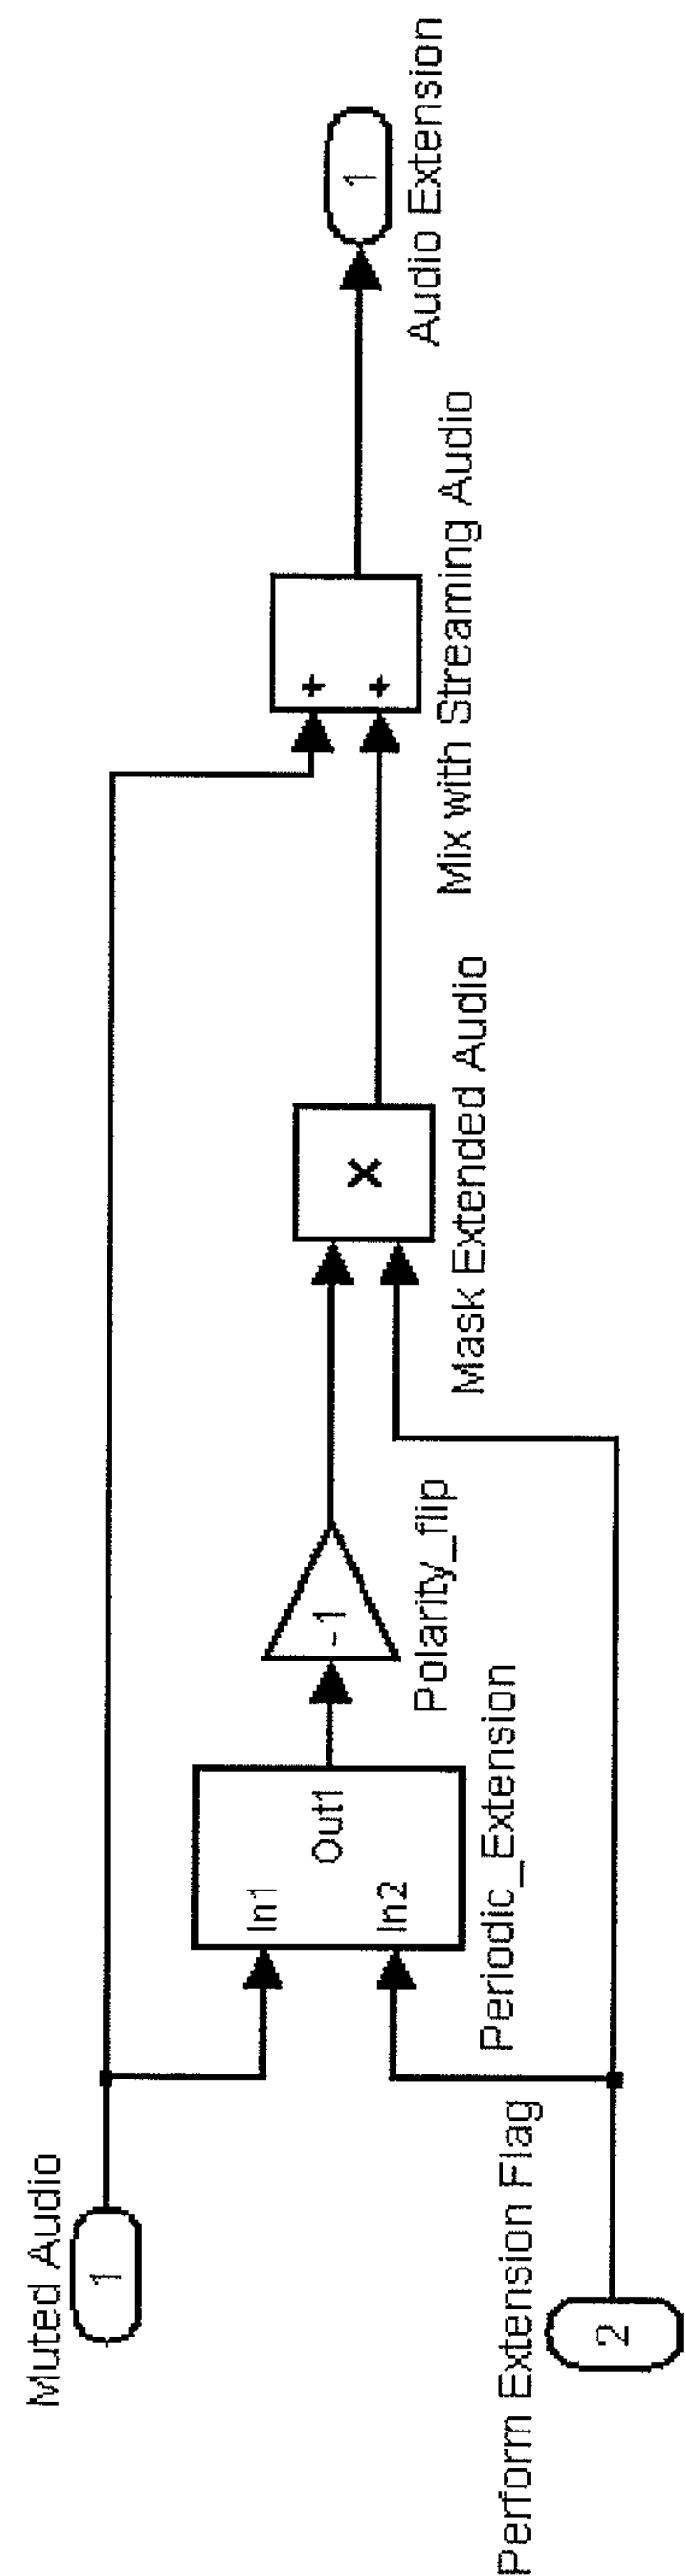 Muted Audio
1
Perform Extension Flag
2
In1
In2
Out1
Periodic_Extension
-1
Polarity_flip
×
Mask Extended Audio
+
+
Mix with Streaming Audio
1
Audio Extension